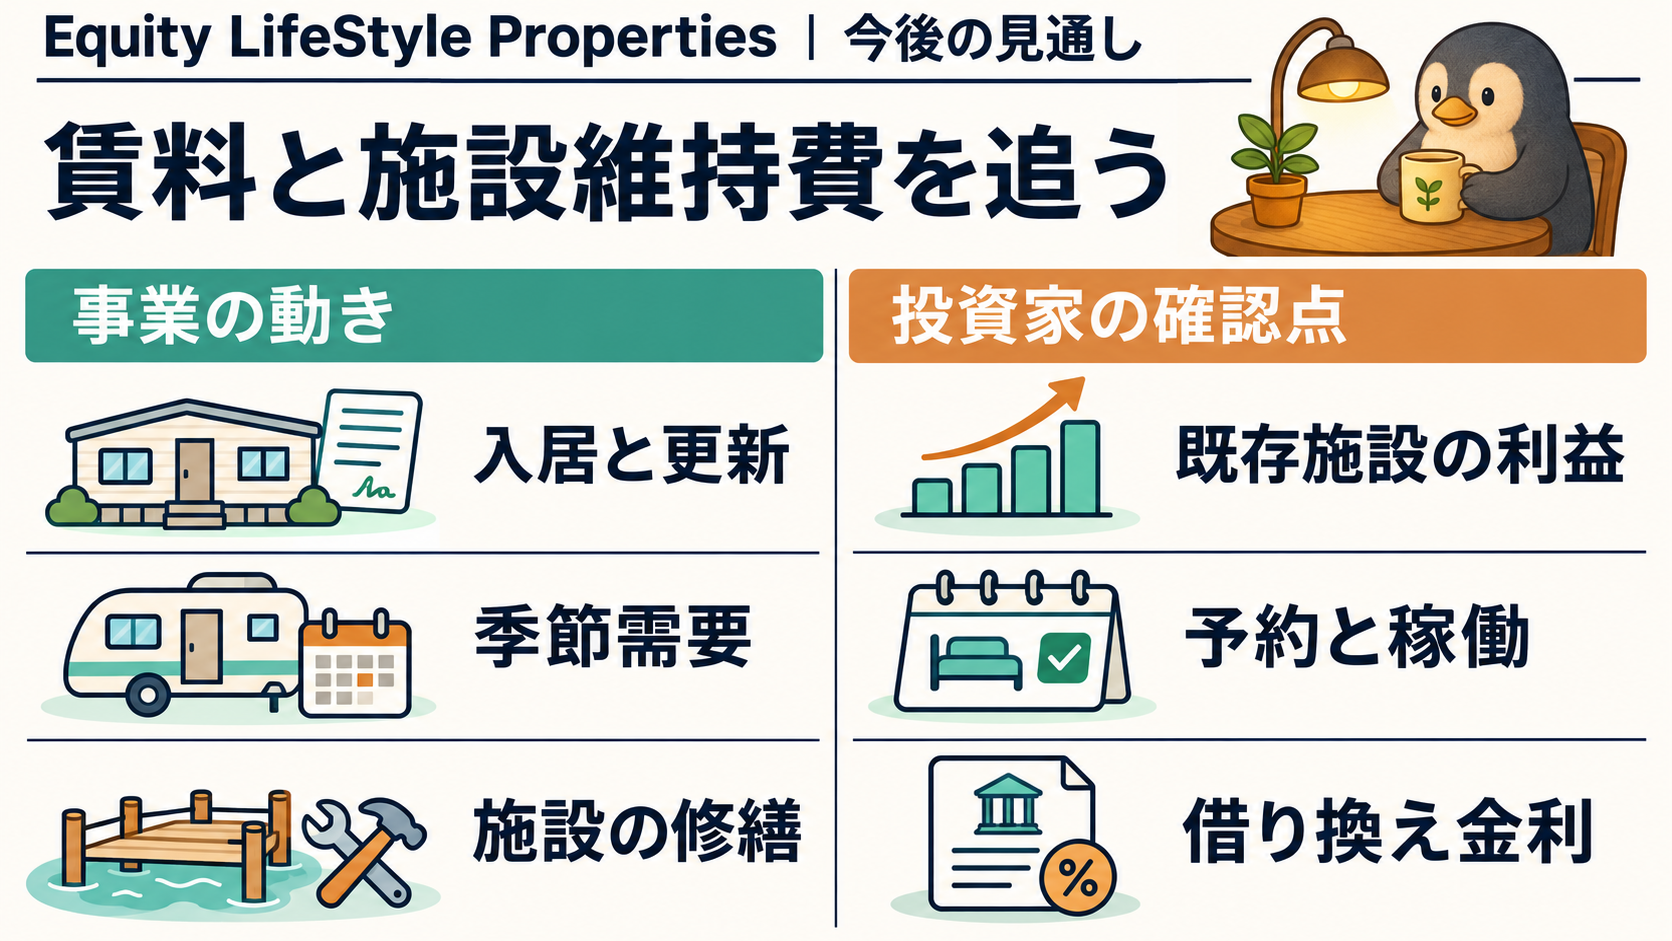 Equity LifeStyle Properties｜今後の見通し
賃料と施設維持費を追う
事業の動き
入居と更新
季節需要
施設の修繕
投資家の確認点
既存施設の利益
予約と稼働
借り換え金利
%